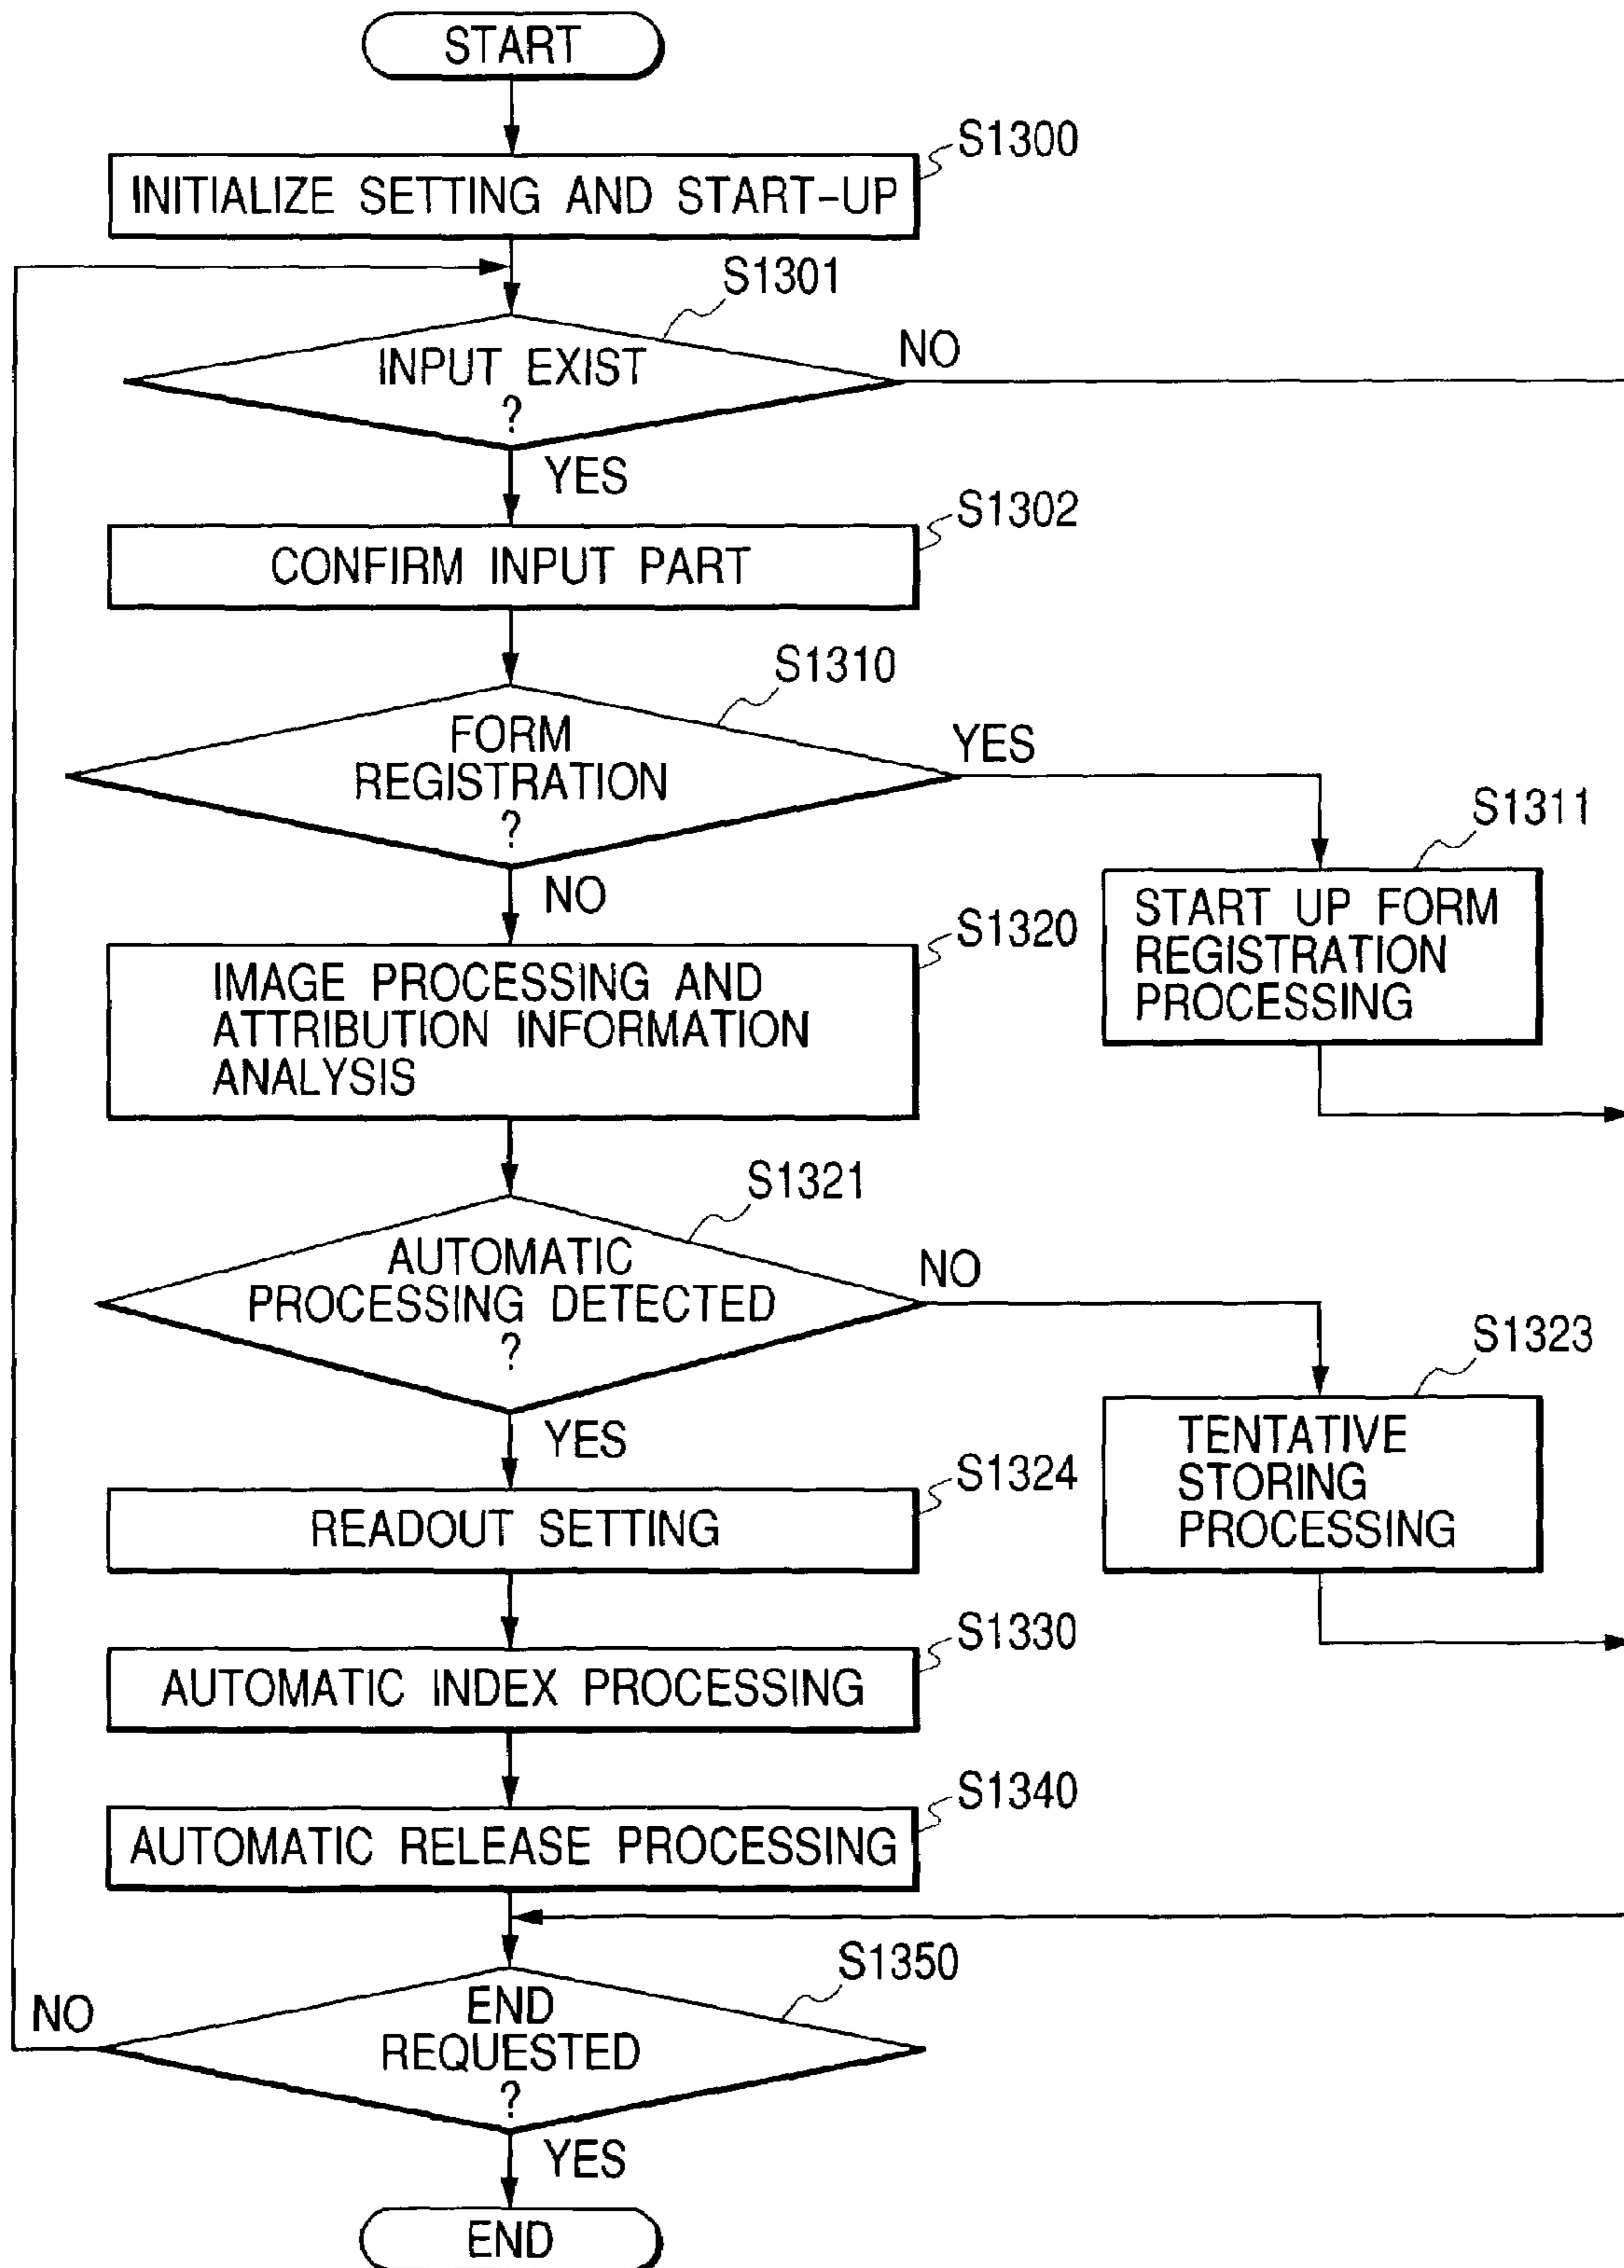 START
S1300
INITIALIZE SETTING AND START-UP
S1301
INPUT EXIST
?
NO
YES
S1302
CONFIRM INPUT PART
S1310
FORM
REGISTRATION
?
YES
NO
S1311
START UP FORM
REGISTRATION
PROCESSING
S1320
IMAGE PROCESSING AND
ATTRIBUTION INFORMATION
ANALYSIS
S1321
AUTOMATIC
PROCESSING DETECTED
?
NO
YES
S1323
TENTATIVE
STORING
PROCESSING
S1324
READOUT SETTING
S1330
AUTOMATIC INDEX PROCESSING
S1340
AUTOMATIC RELEASE PROCESSING
S1350
END
REQUESTED
?
NO
YES
END